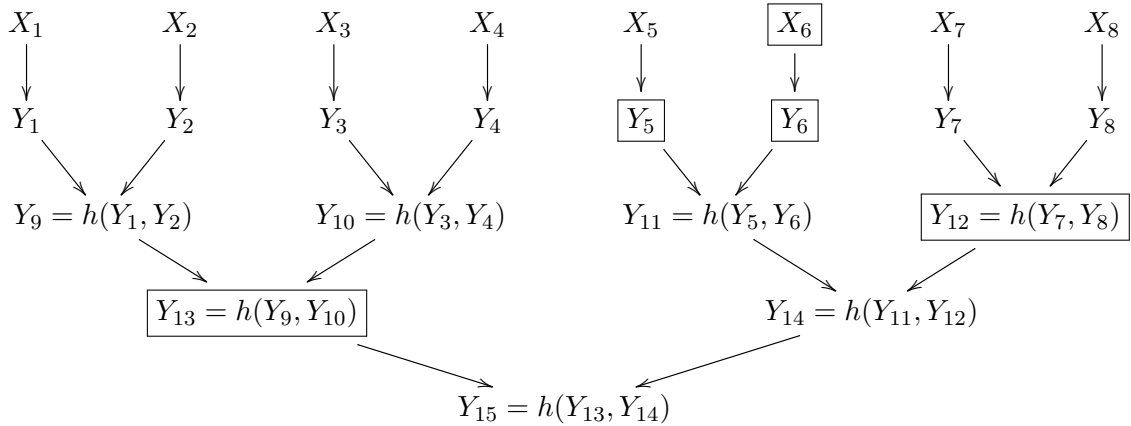 X₁ X₂ X₃ X₄ X₅ X₆ X₇ X₈
Y₁ Y₂ Y₃ Y₄ Y₅ Y₆ Y₇ Y₈
Y₉ = h(Y₁, Y₂) Y₁₀ = h(Y₃, Y₄) Y₁₁ = h(Y₅, Y₆) Y₁₂ = h(Y₇, Y₈)
Y₁₃ = h(Y₉, Y₁₀) Y₁₄ = h(Y₁₁, Y₁₂)
Y₁₅ = h(Y₁₃, Y₁₄)